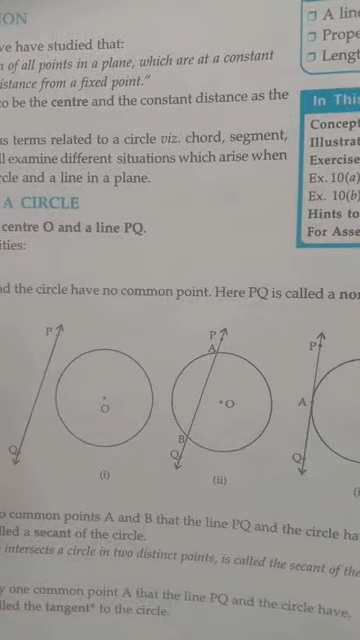 ON
ve have studied that:
n of all points in a plane, which are at a constant
istance from a fixed point."
to be the centre and the constant distance as the
us terms related to a circle viz. chord, segment,
ll examine different situations which arise when
cle and a line in a plane.
A CIRCLE
centre O and a line PQ.
ities:
nd the circle have no common point. Here PQ is called a non
A line
Prope
Lengt
In This
Concept
Illustrat
Exercise
Ex. 10(a)
Ex. 10(b)
Hints to
For Asse
P
Q
O
(i)
P
A
O
B
Q
(ii)
P
A
Q
(i
o common points A and B that the line PQ and the circle ha
lled a secant of the circle.
intersects a circle in two distinct points, is called the secant of the
y one common point A that the line PQ and the circle have.
lled the tangent* to the circle.